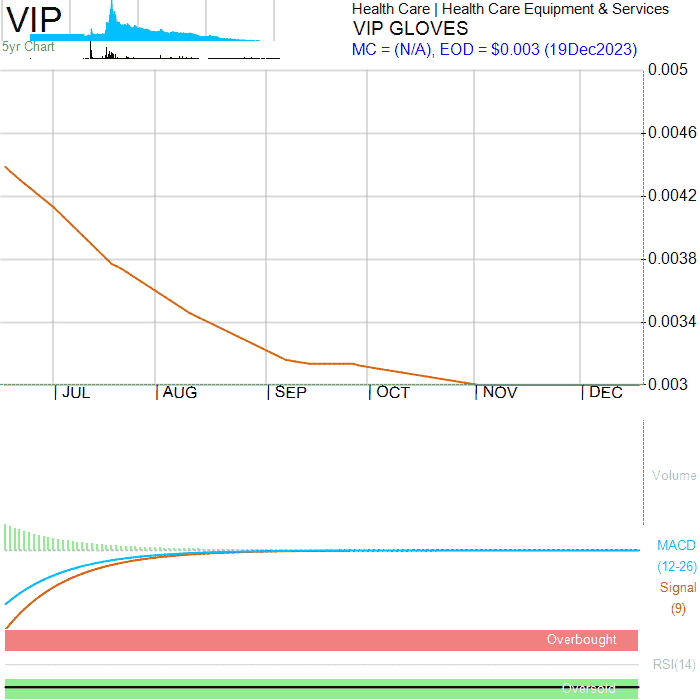 VIP
5yr Chart
Health Care | Health Care Equipment & Services
VIP GLOVES
MC = (N/A), EOD = $0.003 (19Dec2023)
0.005
0.0046
0.0042
0.0038
0.0034
0.003
JUL AUG SEP OCT NOV DEC
Volume
MACD
(12-26)
Signal
(9)
Overbought
RSI(14)
Oversold